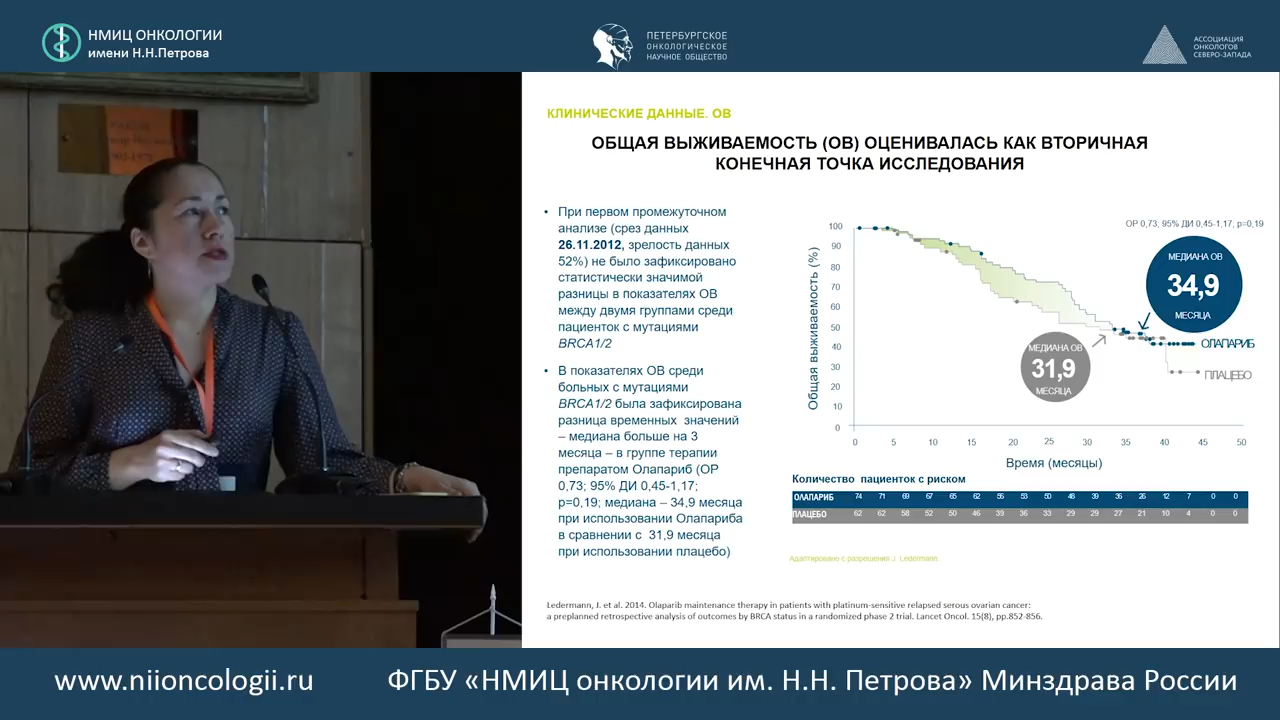 НМИЦ ОНКОЛОГИИ
имени Н.Н.Петрова
ПЕТЕРБУРГСКОЕ
ОНКОЛОГИЧЕСКОЕ
НАУЧНОЕ ОБЩЕСТВО
АССОЦИАЦИЯ
ОНКОЛОГОВ
СЕВЕРО-ЗАПАДА
КЛИНИЧЕСКИЕ ДАННЫЕ. ОВ
ОБЩАЯ ВЫЖИВАЕМОСТЬ (ОВ) ОЦЕНИВАЛАСЬ КАК ВТОРИЧНАЯ
КОНЕЧНАЯ ТОЧКА ИССЛЕДОВАНИЯ
• При первом промежуточном
анализе (срез данных
26.11.2012, зрелость данных
52%) не было зафиксировано
статистически значимой
разницы в показателях ОВ
между двумя группами среди
пациенток с мутациями
BRCA1/2
• В показателях ОВ среди
больных с мутациями
BRCA1/2 была зафиксирована
разница временных значений
– медиана больше на 3
месяца – в группе терапии
препаратом Олапариб (ОР
0,73; 95% ДИ 0,45-1,17;
p=0,19; медиана – 34,9 месяца
при использовании Олапариба
в сравнении с 31,9 месяца
при использовании плацебо)
ОР 0,73; 95% ДИ 0,45-1,17; p=0,19
Общая выживаемость (%)
100
90
80
70
60
50
40
30
20
10
0
МЕДИАНА ОВ
34,9
МЕСЯЦА
МЕДИАНА ОВ
31,9
МЕСЯЦА
ОЛАПАРИБ
ПЛАЦЕБО
0 5 10 15 20 25 30 35 40 45 50
Время (месяцы)
Количество пациенток с риском
ОЛАПАРИБ 74 71 69 67 65 62 56 53 50 48 39 36 26 12 7 0 0
ПЛАЦЕБО 62 62 58 52 50 46 39 36 33 29 29 27 21 10 4 0 0
Адаптировано с разрешения J. Ledermann.
Ledermann, J. et al. 2014. Olaparib maintenance therapy in patients with platinum-sensitive relapsed serous ovarian cancer:
a preplanned retrospective analysis of outcomes by BRCA status in a randomized phase 2 trial. Lancet Oncol. 15(8), pp.852-856.
www.niioncologii.ru
ФГБУ «НМИЦ онкологии им. Н.Н. Петрова» Минздрава России